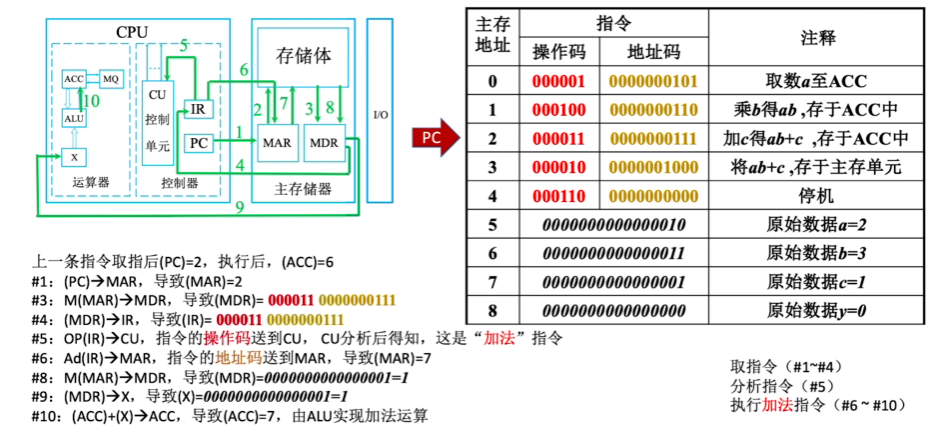 CPU
ACC
MQ
10
ALU
X
运算器
5
CU
控制
单元
IR
PC
控制器
6
1
4
9
存储体
2
7
3
8
MAR
MDR
主存储器
I/O
PC
主存地址 指令 注释
操作码 地址码
0 000001 0000000101 取数a至ACC
1 000100 0000000110 乘b得ab ,存于ACC中
2 000011 0000000111 加c得ab+c ,存于ACC中
3 000010 0000001000 将ab+c ,存于主存单元
4 000110 0000000000 停机
5 0000000000000010 原始数据a=2
6 0000000000000011 原始数据b=3
7 0000000000000001 原始数据c=1
8 0000000000000000 原始数据y=0
上一条指令取指后(PC)=2，执行后，(ACC)=6
#1：(PC)→MAR，导致(MAR)=2
#3：M(MAR)→MDR，导致(MDR)= 000011 0000000111
#4：(MDR)→IR，导致(IR)= 000011 0000000111
#5：OP(IR)→CU，指令的操作码送到CU，CU分析后得知，这是“加法”指令
#6：Ad(IR)→MAR，指令的地址码送到MAR，导致(MAR)=7
#8：M(MAR)→MDR，导致(MDR)=0000000000000001=1
#9：(MDR)→X，导致(X)=0000000000000001=1
#10：(ACC)+(X)→ACC，导致(ACC)=7，由ALU实现加法运算
取指令（#1~#4）
分析指令（#5）
执行加法指令（#6 ~ #10）